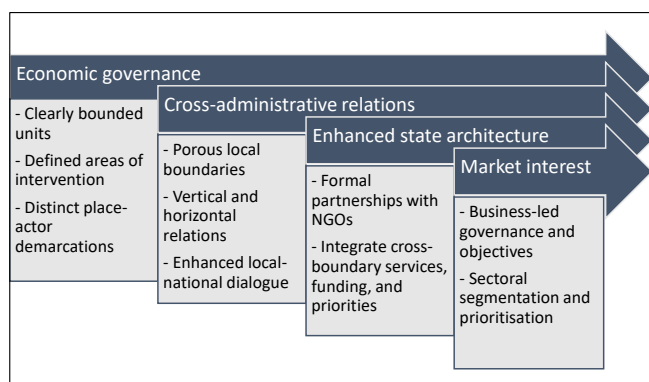 Economic governance
- Clearly bounded
units
- Defined areas of
intervention
- Distinct place-
actor
demarcations
Cross-administrative relations
- Porous local
boundaries
- Vertical and
horizontal
relations
- Enhanced local-
national dialogue
Enhanced state architecture
- Formal
partnerships with
NGOs
- Integrate cross-
boundary services,
funding, and
priorities
Market interest
- Business-led
governance and
objectives
- Sectoral
segmentation and
prioritisation